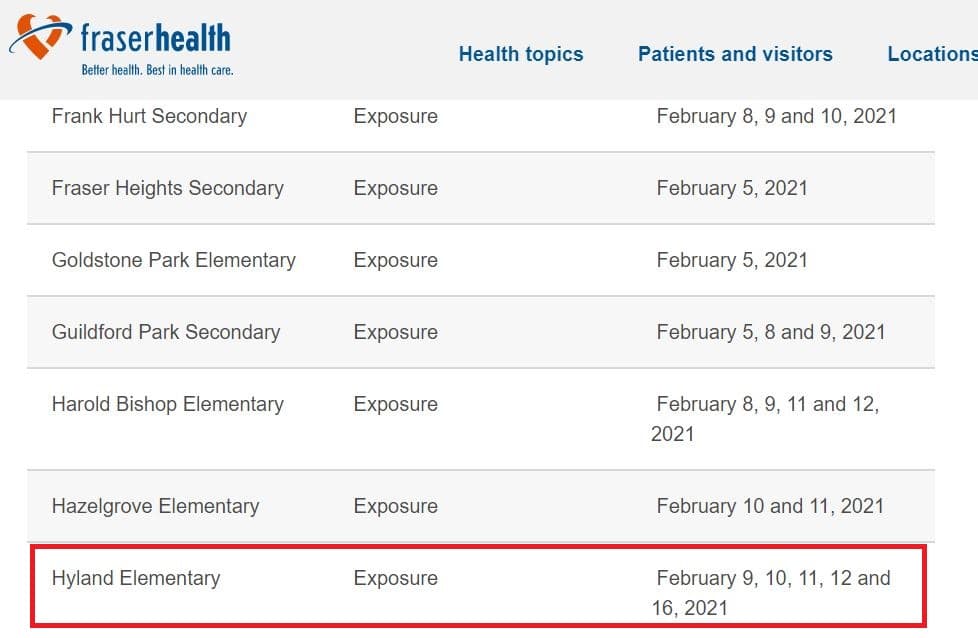 fraserhealth
Better health. Best in health care.
Health topics Patients and visitors Locations
Frank Hurt Secondary Exposure February 8, 9 and 10, 2021
Fraser Heights Secondary Exposure February 5, 2021
Goldstone Park Elementary Exposure February 5, 2021
Guildford Park Secondary Exposure February 5, 8 and 9, 2021
Harold Bishop Elementary Exposure February 8, 9, 11 and 12,
2021
Hazelgrove Elementary Exposure February 10 and 11, 2021
Hyland Elementary Exposure February 9, 10, 11, 12 and
16, 2021